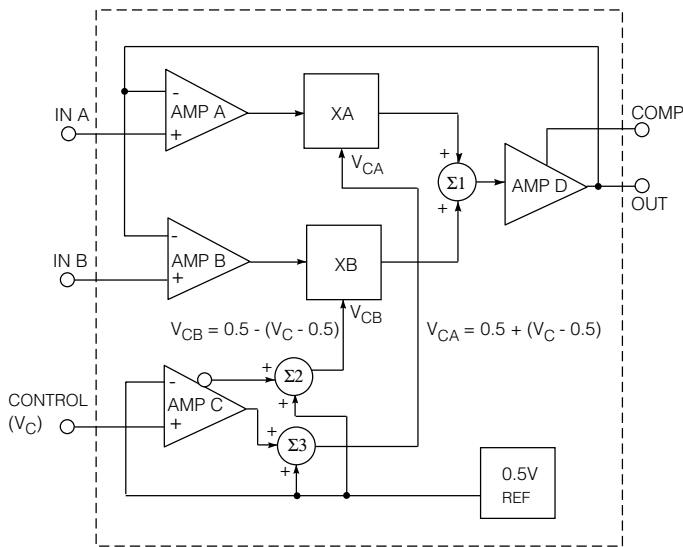 IN A
-
+
AMP A
XA
V_CA
+
+
Σ1
AMP D
COMP
OUT
IN B
-
+
AMP B
XB
V_CB
V_CB = 0.5 - (V_C - 0.5)
V_CA = 0.5 + (V_C - 0.5)
CONTROL
(V_C)
-
+
AMP C
+
+
Σ2
+
+
Σ3
0.5V
REF